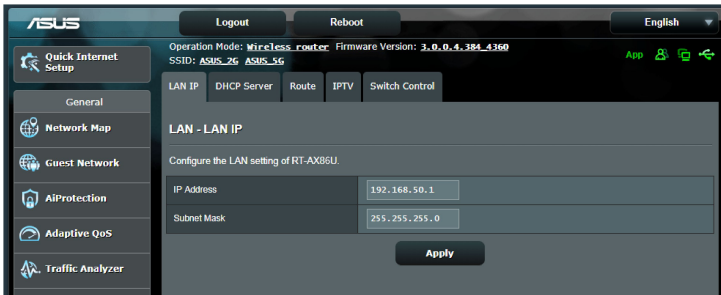 ASUS
Logout
Reboot
English
Quick Internet
Setup
Operation Mode: Wireless router Firmware Version: 3.0.0.4.384_4360
SSID: ASUS_2G ASUS_5G
App
LAN IP
DHCP Server
Route
IPTV
Switch Control
General
Network Map
Guest Network
AiProtection
Adaptive QoS
Traffic Analyzer
LAN - LAN IP
Configure the LAN setting of RT-AX86U.
IP Address
192.168.50.1
Subnet Mask
255.255.255.0
Apply